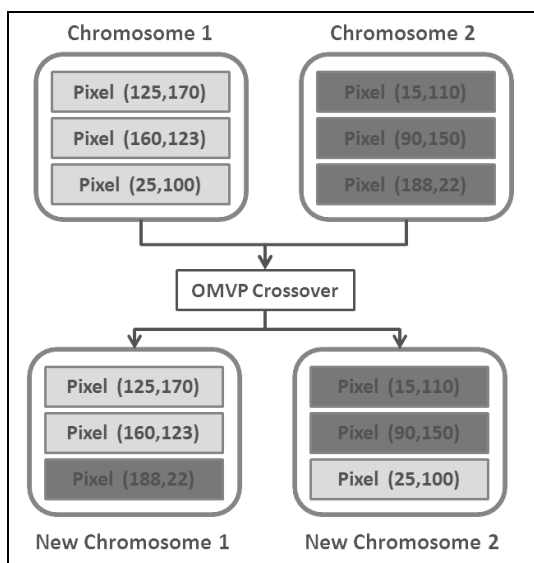 Chromosome 1
Chromosome 2
Pixel (125,170)
Pixel (160,123)
Pixel (25,100)
Pixel (15,110)
Pixel (90,150)
Pixel (188,22)
OMVP Crossover
Pixel (125,170)
Pixel (160,123)
Pixel (188,22)
Pixel (15,110)
Pixel (90,150)
Pixel (25,100)
New Chromosome 1
New Chromosome 2